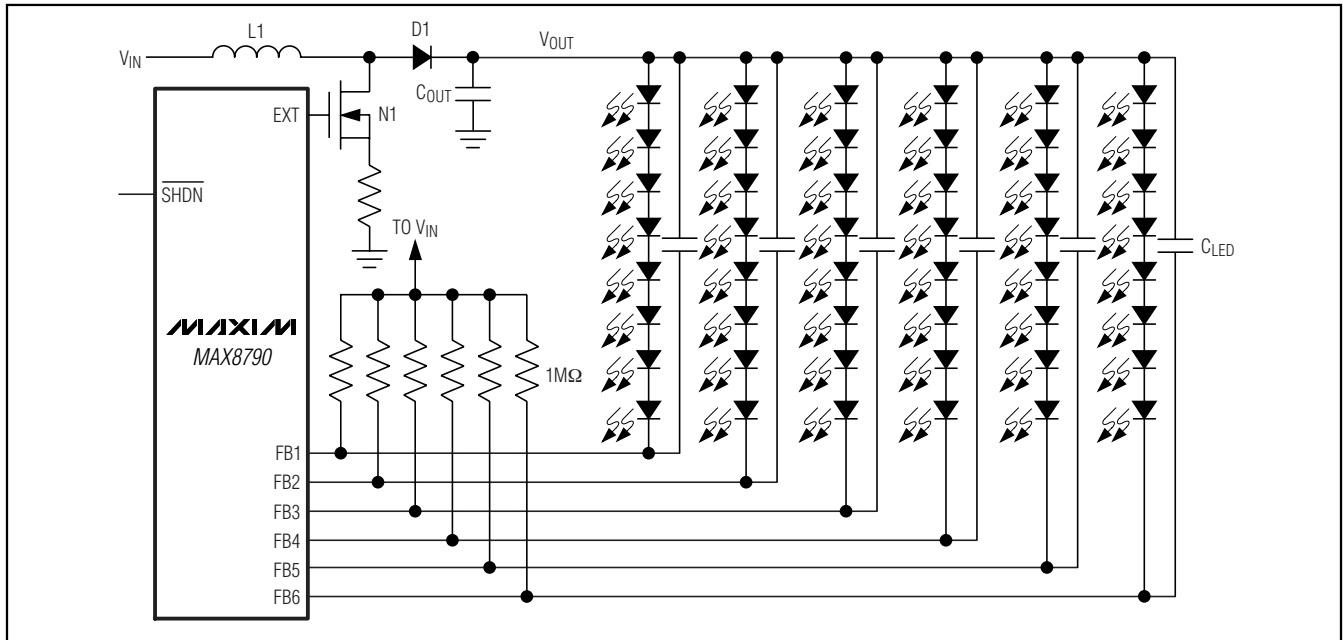 L1
D1
VIN
VOUT
COUT
EXT
N1
SHDN
TO VIN
CLED
MAXIM
MAX8790
1MΩ
FB1
FB2
FB3
FB4
FB5
FB6